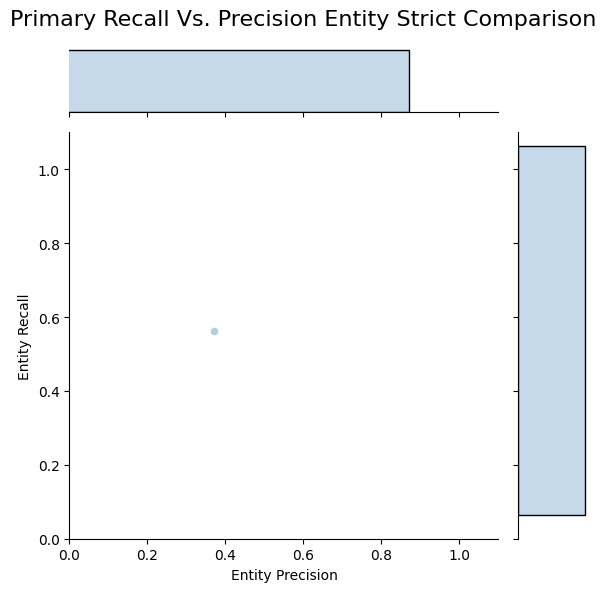 Primary Recall Vs. Precision Entity Strict Comparison
1.0
0.8
0.6
0.4
0.2
0.0
Entity Recall
0.0 0.2 0.4 0.6 0.8 1.0
Entity Precision